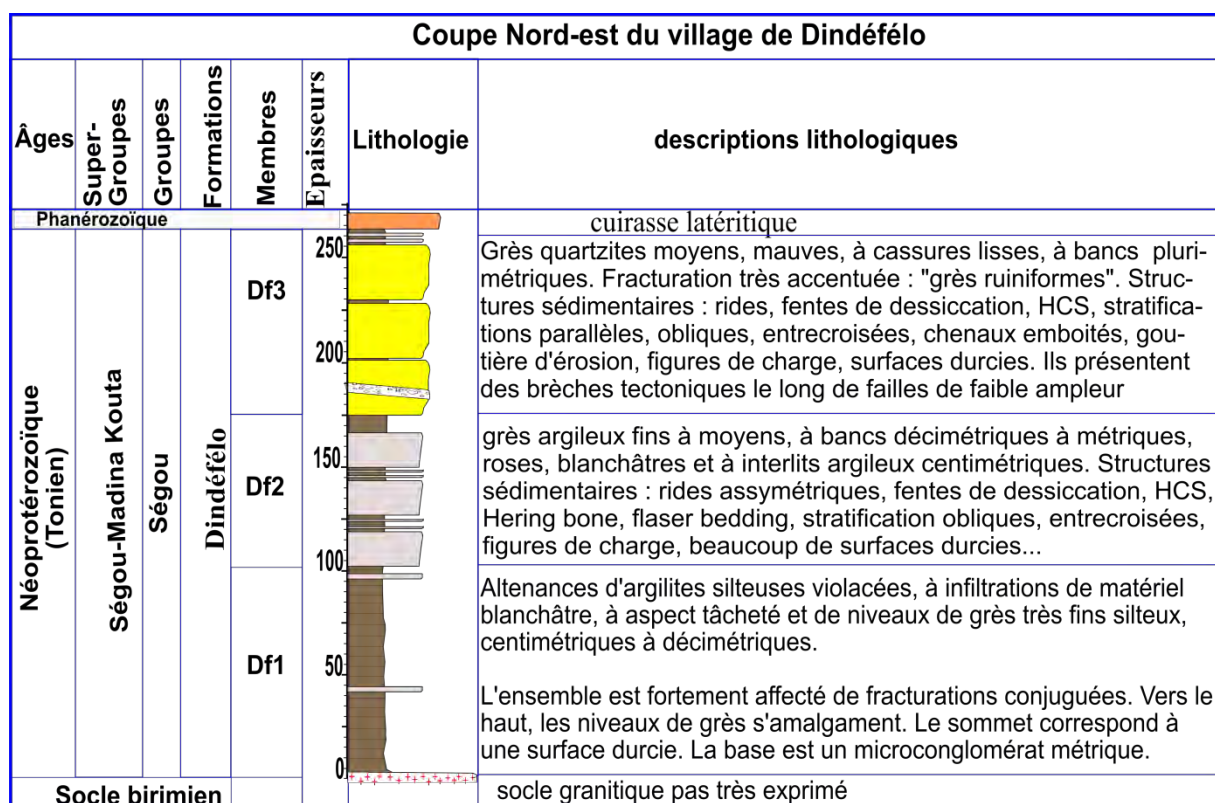 Coupe Nord-est du village de Dindéfélo
Âges
Super-
Groupes
Groupes
Formations
Membres
Epaisseurs
Lithologie
descriptions lithologiques
Phanérozoïque
cuirasse latéritique
Néoprotérozoïque
(Tonien)
Ségou-Madina Kouta
Ségou
Dindéfélo
Df3
250
200
Grès quartzites moyens, mauves, à cassures lisses, à bancs pluri-
métriques. Fracturation très accentuée : "grès ruiniformes". Struc-
tures sédimentaires : rides, fentes de dessiccation, HCS, stratifica-
tions parallèles, obliques, entrecroisées, chenaux emboités, gou-
tière d'érosion, figures de charge, surfaces durcies. Ils présentent
des brèches tectoniques le long de failles de faible ampleur
Df2
150
100
grès argileux fins à moyens, à bancs décimétriques à métriques,
roses, blanchâtres et à interlits argileux centimétriques. Structures
sédimentaires : rides assymétriques, fentes de dessiccation, HCS,
Hering bone, flaser bedding, stratification obliques, entrecroisées,
figures de charge, beaucoup de surfaces durcies...
Df1
50
0
Altenances d'argilites silteuses violacées, à infiltrations de matériel
blanchâtre, à aspect tâcheté et de niveaux de grès très fins silteux,
centimétriques à décimétriques.
L'ensemble est fortement affecté de fracturations conjuguées. Vers le
haut, les niveaux de grès s'amalgament. Le sommet correspond à
une surface durcie. La base est un microconglomérat métrique.
Socle birimien
socle granitique pas très exprimé